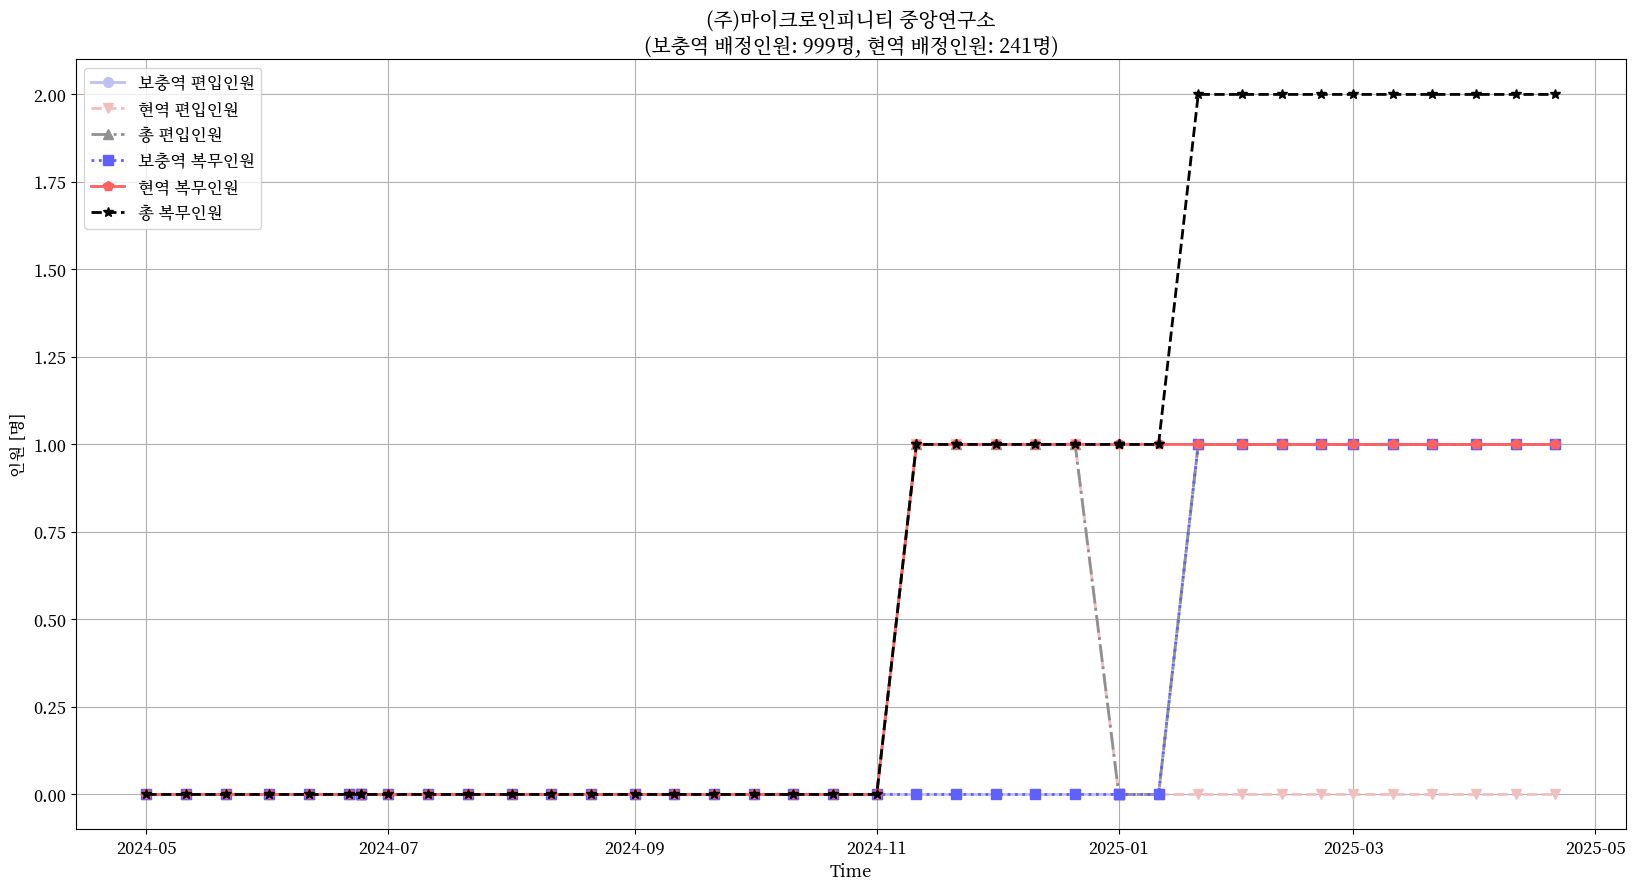 (주)마이크로인피니티 중앙연구소
(보충역 배정인원: 999명, 현역 배정인원: 241명)
보충역 편입인원
현역 편입인원
총 편입인원
보충역 복무인원
현역 복무인원
총 복무인원
2.00
1.75
1.50
1.25
1.00
0.75
0.50
0.25
0.00
인원 [명]
2024-05
2024-07
2024-09
2024-11
2025-01
2025-03
2025-05
Time